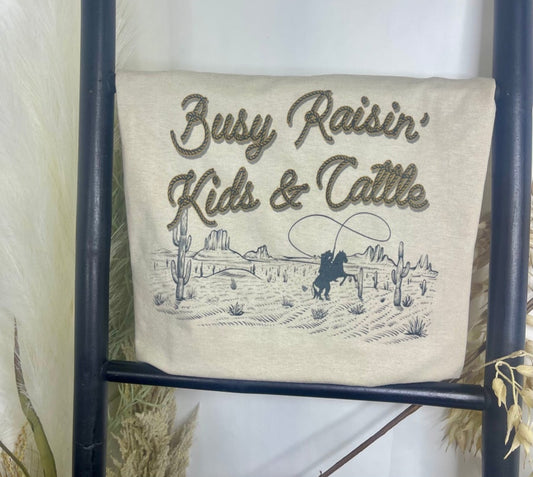 Busy Raisin'
Kids & Cattle